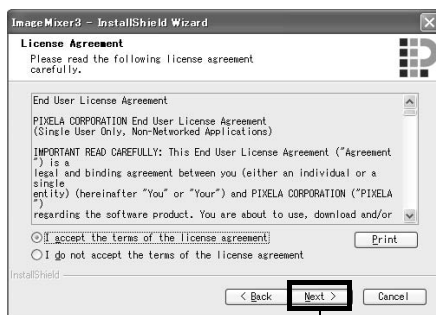 ImageMixer3 - InstallShield Wizard
License Agreement
Please read the following license agreement
carefully.
End User License Agreement
PIXELA CORPORATION End User License Agreement
(Single User Only, Non-Networked Applications)
IMPORTANT READ CAREFULLY: This End User License Agreement ("Agreement
") is a
legal and binding agreement between you (either an individual or a
single
entity) (hereinafter "You" or "Your") and PIXELA CORPORATION ("PIXELA
")
regarding the software product. You are about to use, download and/or
I accept the terms of the license agreement
Print
I do not accept the terms of the license agreement
InstallShield
< Back
Next >
Cancel